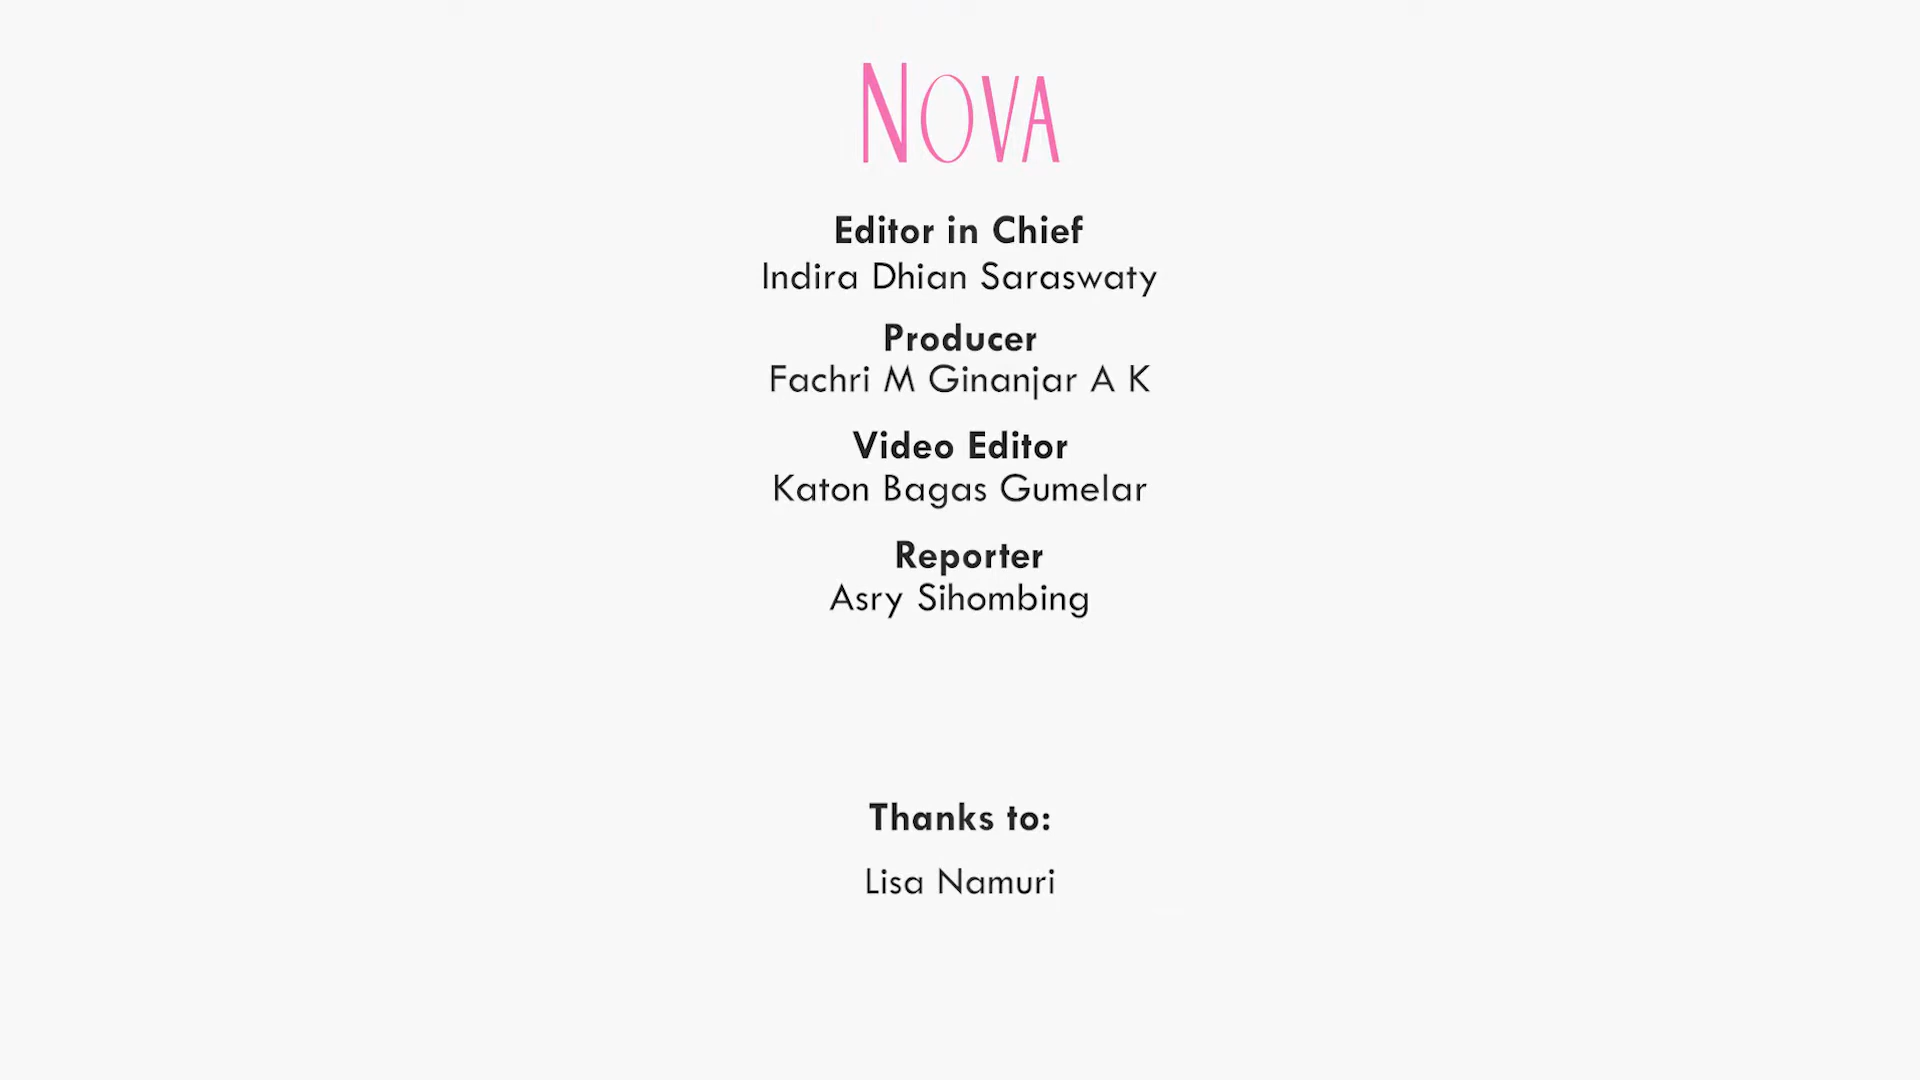 NOVA
Editor in Chief
Indira Dhian Saraswaty
Producer
Fachri M Ginanjar A K
Video Editor
Katon Bagas Gumelar
Reporter
Asry Sihombing
Thanks to:
Lisa Namuri